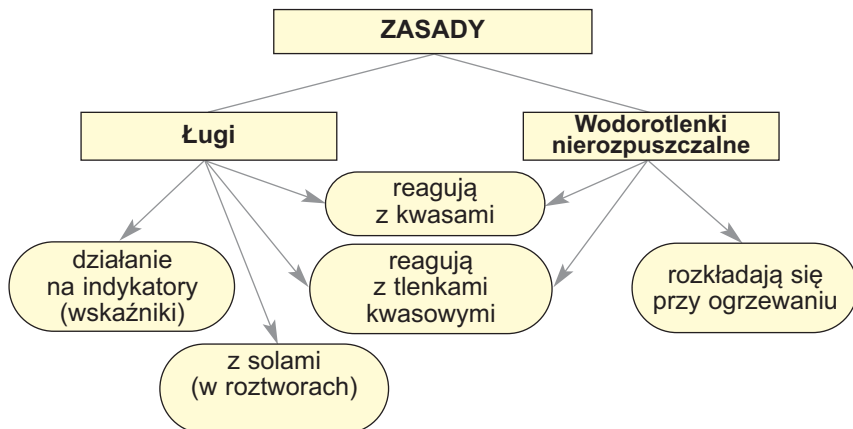 ZASADY
Ługi
Wodorotlenki
nierozpuszczalne
reagują
z kwasami
działanie
na indykatory
(wskaźniki)
reagują
z tlenkami
kwasowymi
rozkładają się
przy ogrzewaniu
z solami
(w roztworach)